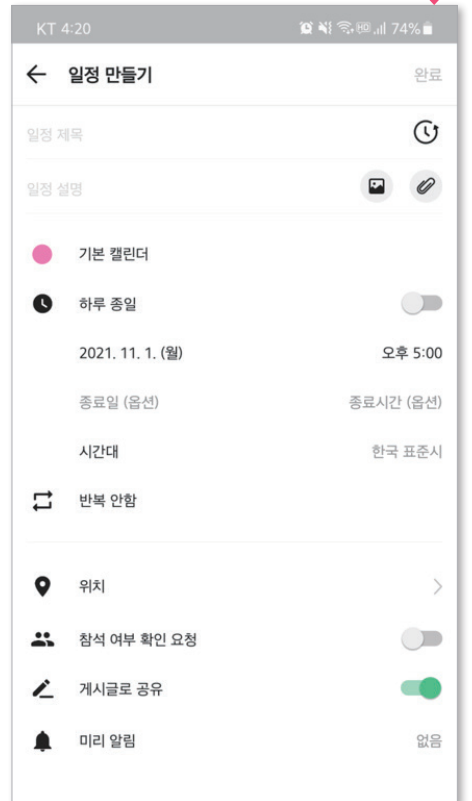 KT 4:20 HD 74%
일정 만들기 완료
일정 제목
일정 설명
기본 캘린더
하루 종일
2021. 11. 1. (월) 오후 5:00
종료일 (옵션) 종료시간 (옵션)
시간대 한국 표준시
반복 안함
위치
참석 여부 확인 요청
게시글로 공유
미리 알림 없음